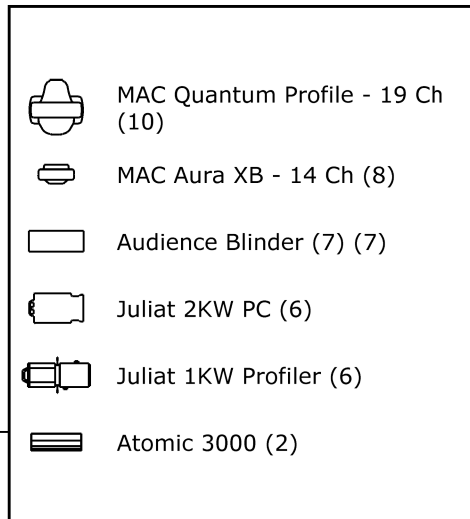 MAC Quantum Profile - 19 Ch
(10)
MAC Aura XB - 14 Ch (8)
Audience Blinder (7) (7)
Juliat 2KW PC (6)
Juliat 1KW Profiler (6)
Atomic 3000 (2)